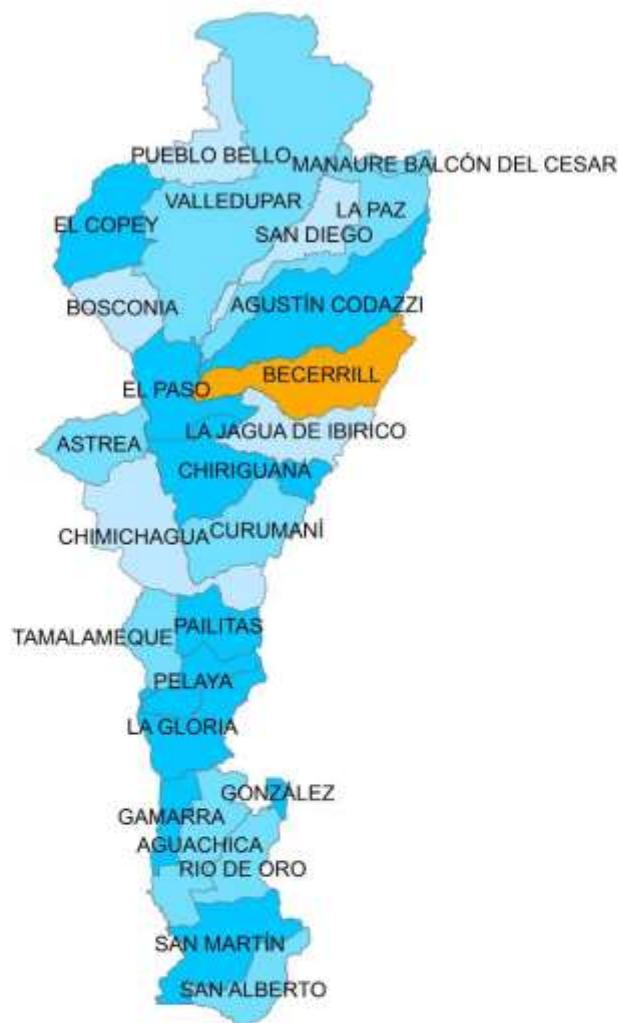 PUEBLO BELLO
MANAURE BALCÓN DEL CESAR
VALLEDUPAR
LA PAZ
EL COPEY
SAN DIEGO
BOSCONIA
AGUSTÍN CODAZZI
BECERRILL
EL PASO
LA JAGUA DE IBIRICO
ASTREA
CHIRIGUANÁ
CURUMANÍ
CHIMICHAGUA
PAILITAS
TAMALAMEQUE
PELAYA
LA GLORIA
GONZÁLEZ
GAMARRA
AGUACHICA
RIO DE ORO
SAN MARTÍN
SAN ALBERTO